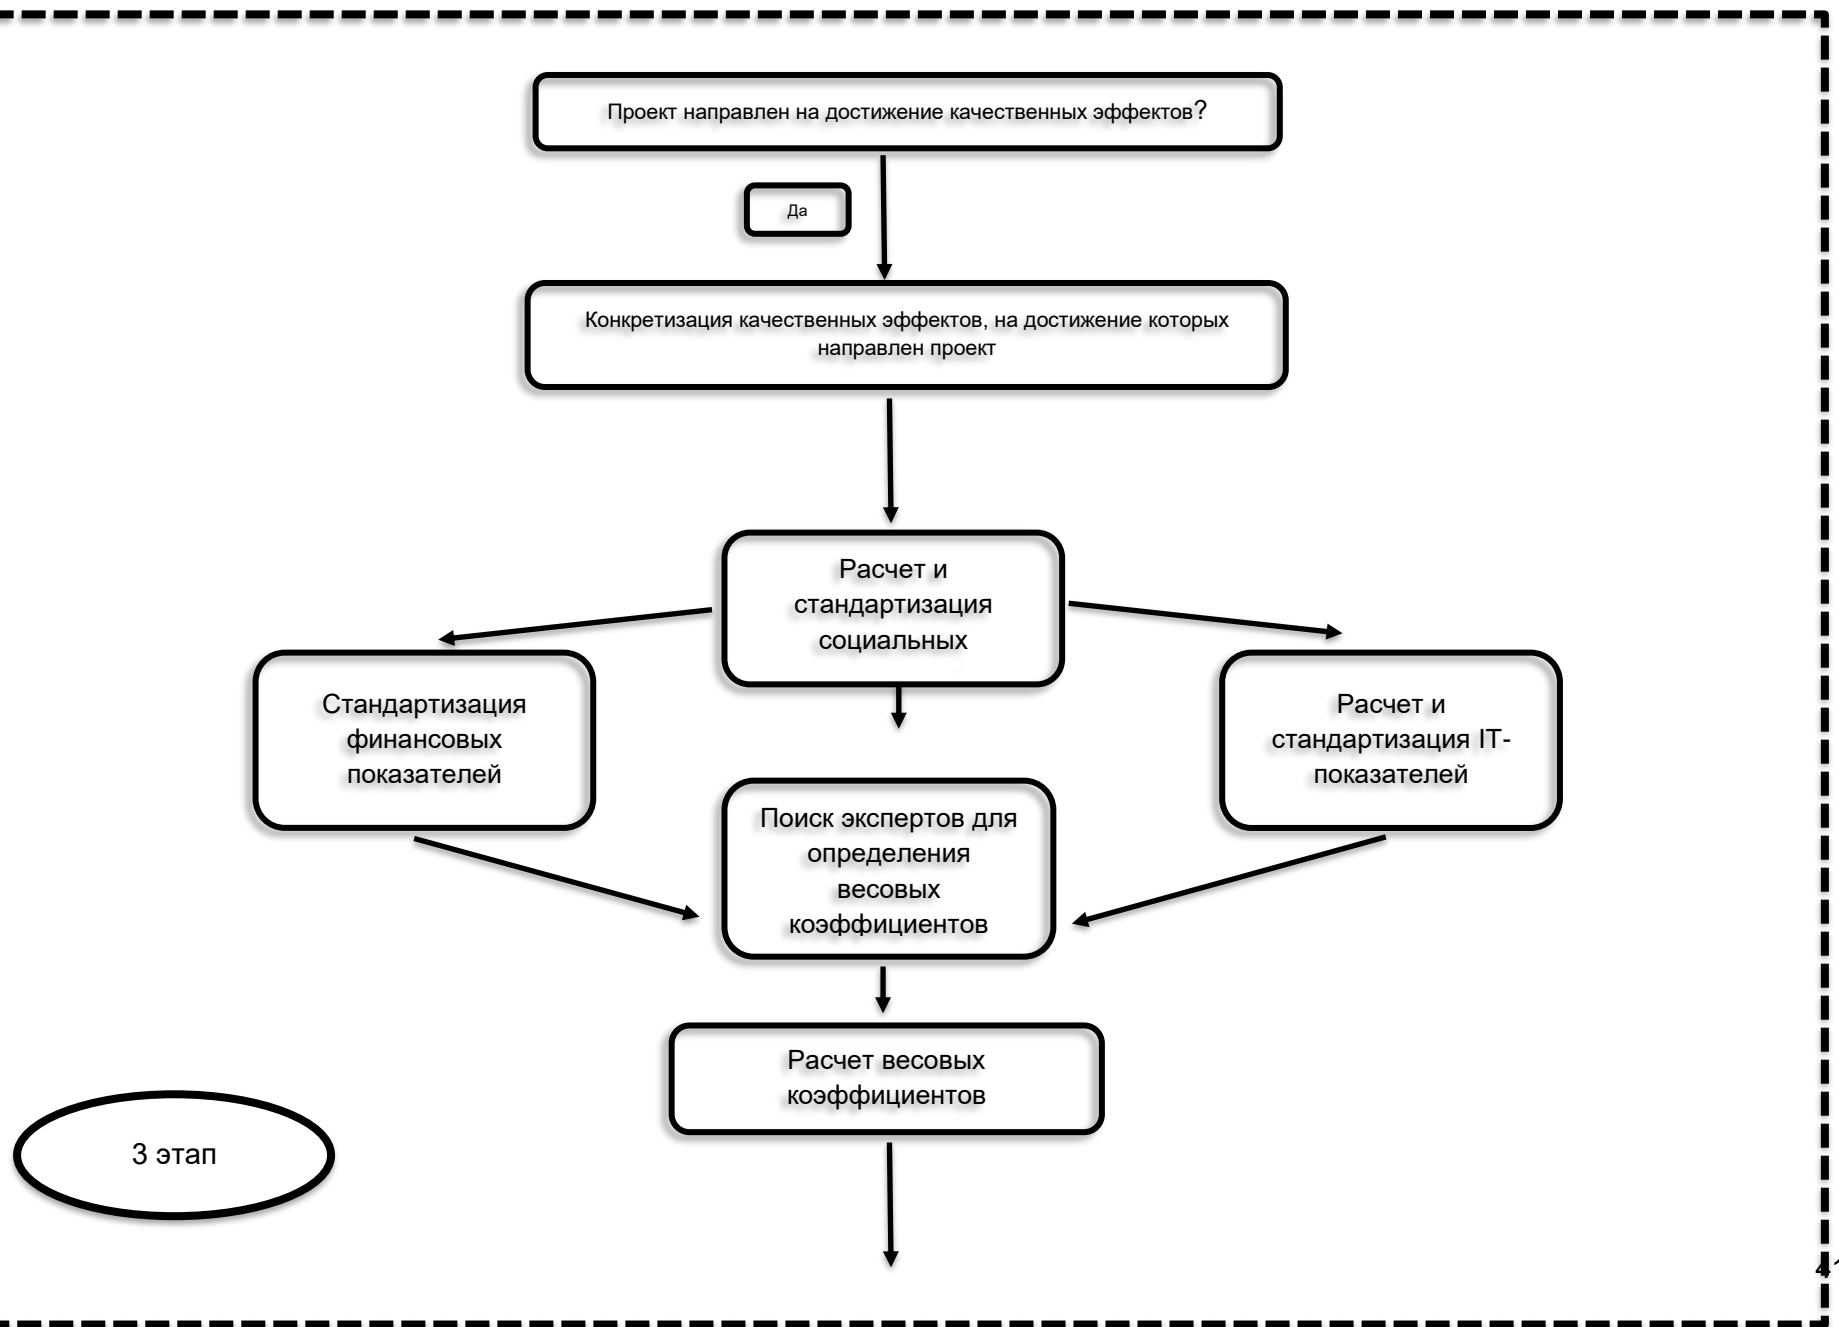 Проект направлен на достижение качественных эффектов?
Да
Конкретизация качественных эффектов, на достижение которых
направлен проект
Расчет и
стандартизация
социальных
Стандартизация
финансовых
показателей
Расчет и
стандартизация IT-
показателей
Поиск экспертов для
определения
весовых
коэффициентов
Расчет весовых
коэффициентов
3 этап